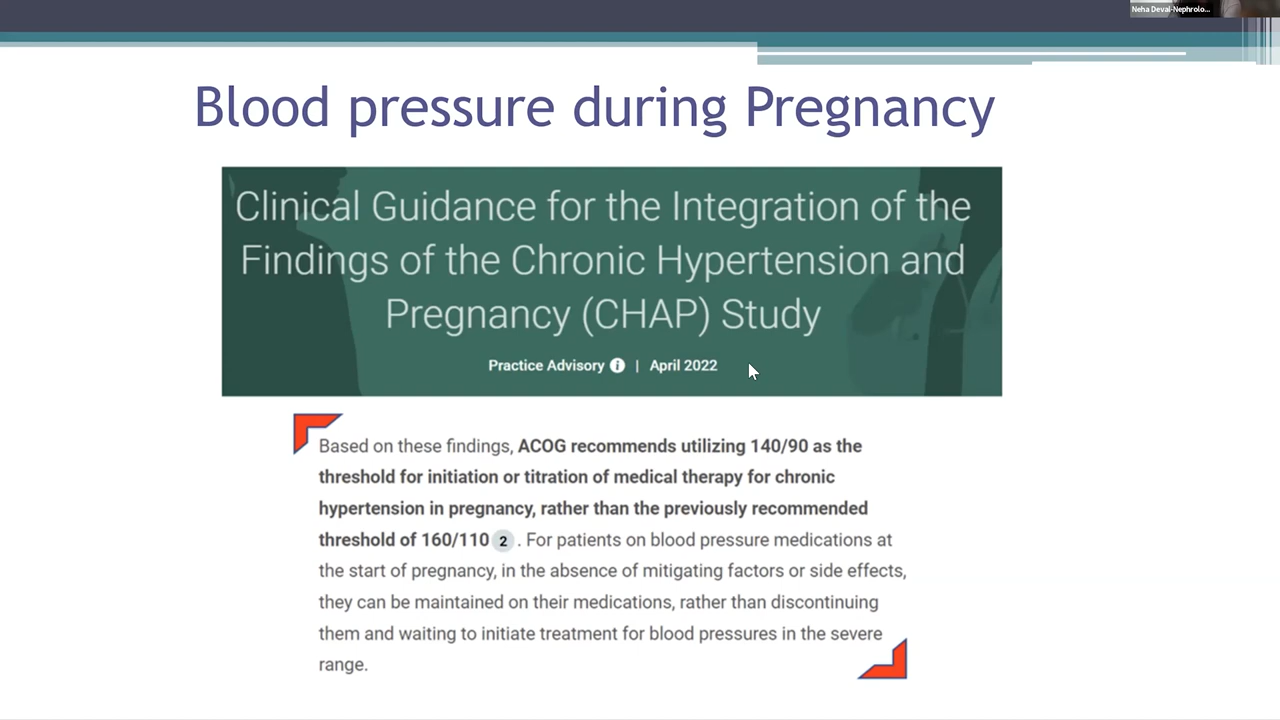 Neha Deval-Nephrolo...
Blood pressure during Pregnancy
Clinical Guidance for the Integration of the
Findings of the Chronic Hypertension and
Pregnancy (CHAP) Study
Practice Advisory i | April 2022
Based on these findings, ACOG recommends utilizing 140/90 as the
threshold for initiation or titration of medical therapy for chronic
hypertension in pregnancy, rather than the previously recommended
threshold of 160/110 2 . For patients on blood pressure medications at
the start of pregnancy, in the absence of mitigating factors or side effects,
they can be maintained on their medications, rather than discontinuing
them and waiting to initiate treatment for blood pressures in the severe
range.